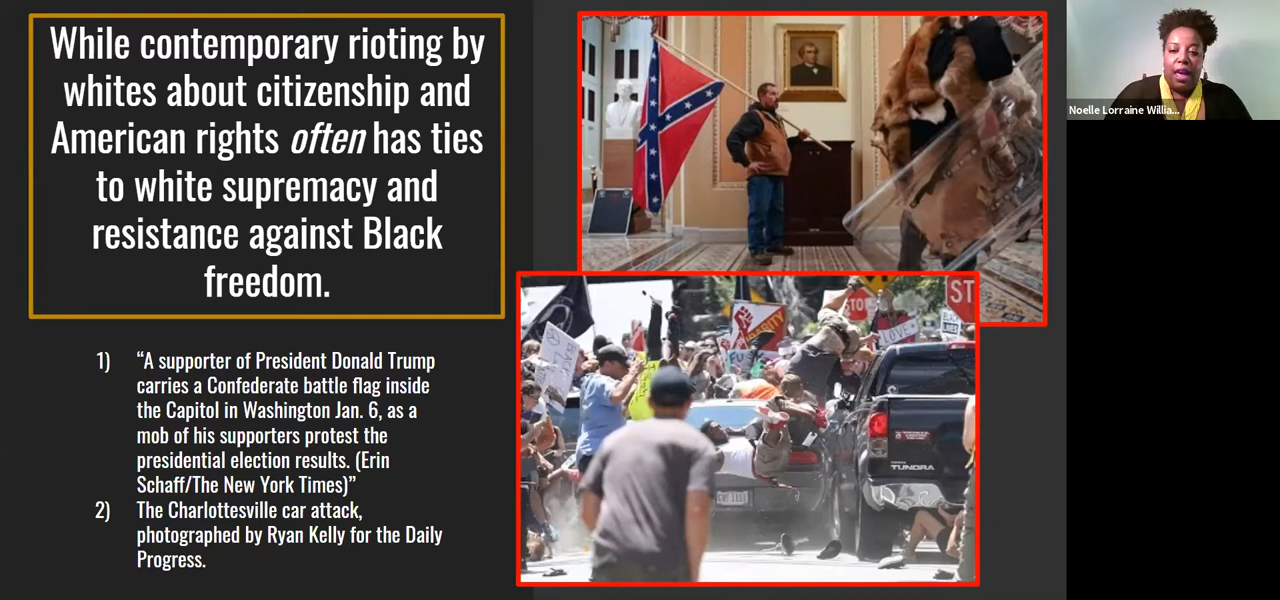 While contemporary rioting by
whites about citizenship and
American rights often has ties
to white supremacy and
resistance against Black
freedom.
1) “A supporter of President Donald Trump
carries a Confederate battle flag inside
the Capitol in Washington Jan. 6, as a
mob of his supporters protest the
presidential election results. (Erin
Schaff/The New York Times)”
2) The Charlottesville car attack,
photographed by Ryan Kelly for the Daily
Progress.
Noelle Lorraine Willia...
STOP
ST
LOVE
BLACK
LIVES
TUNDRA